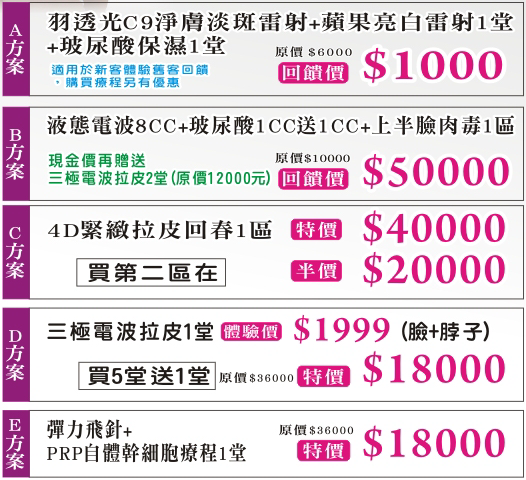 A方案
羽透光C9淨膚淡斑雷射+蘋果亮白雷射1堂
+玻尿酸保濕1堂
適用於新客體驗舊客回饋
，購買療程另有優惠
原價 $6000
回饋價 $1000
B方案
液態電波8CC+玻尿酸1CC送1CC+上半臉肉毒1區
現金價再贈送
三極電波拉皮2堂(原價12000元)
原價$10000
回饋價 $50000
C方案
4D緊緻拉皮回春1區 特價 $40000
買第二區在 半價 $20000
D方案
三極電波拉皮1堂 體驗價 $1999 (臉+脖子)
買5堂送1堂 原價$36000 特價 $18000
E方案
彈力飛針+
PRP自體幹細胞療程1堂
原價$36000
特價 $18000